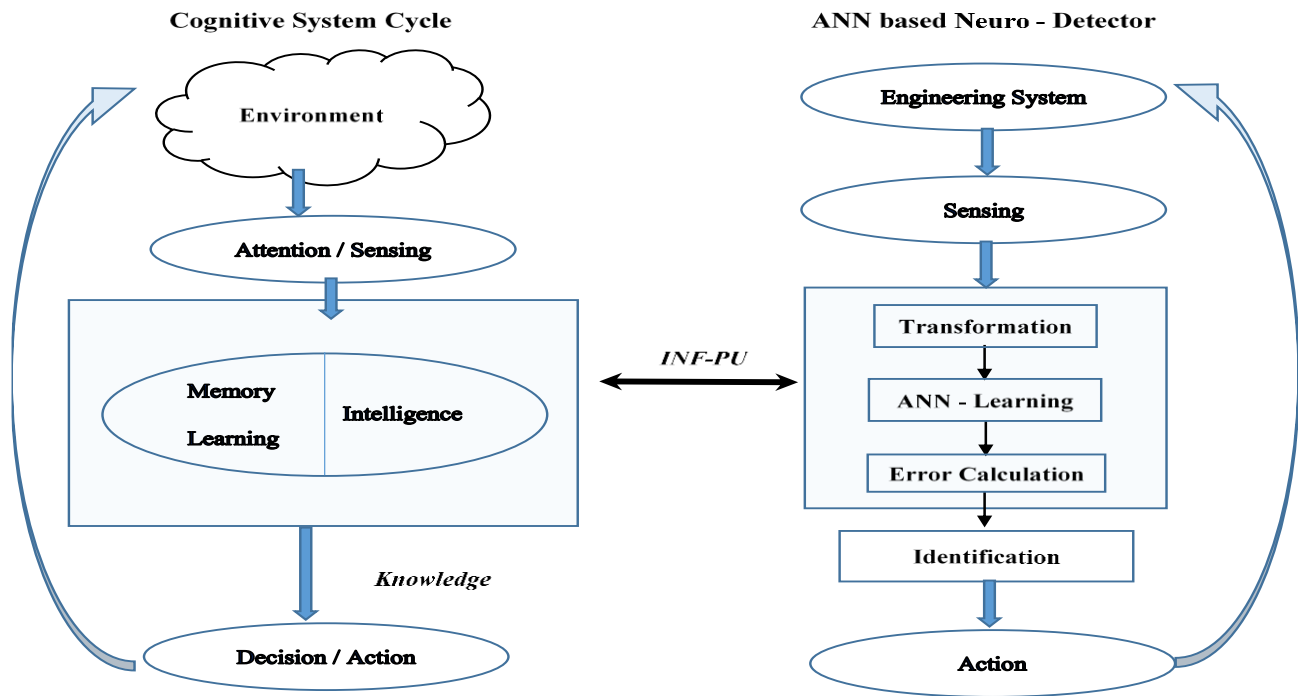 Cognitive System Cycle
Environment
Attention / Sensing
Memory
Learning
Intelligence
Knowledge
Decision / Action
INF-PU
ANN based Neuro - Detector
Engineering System
Sensing
Transformation
ANN - Learning
Error Calculation
Identification
Action